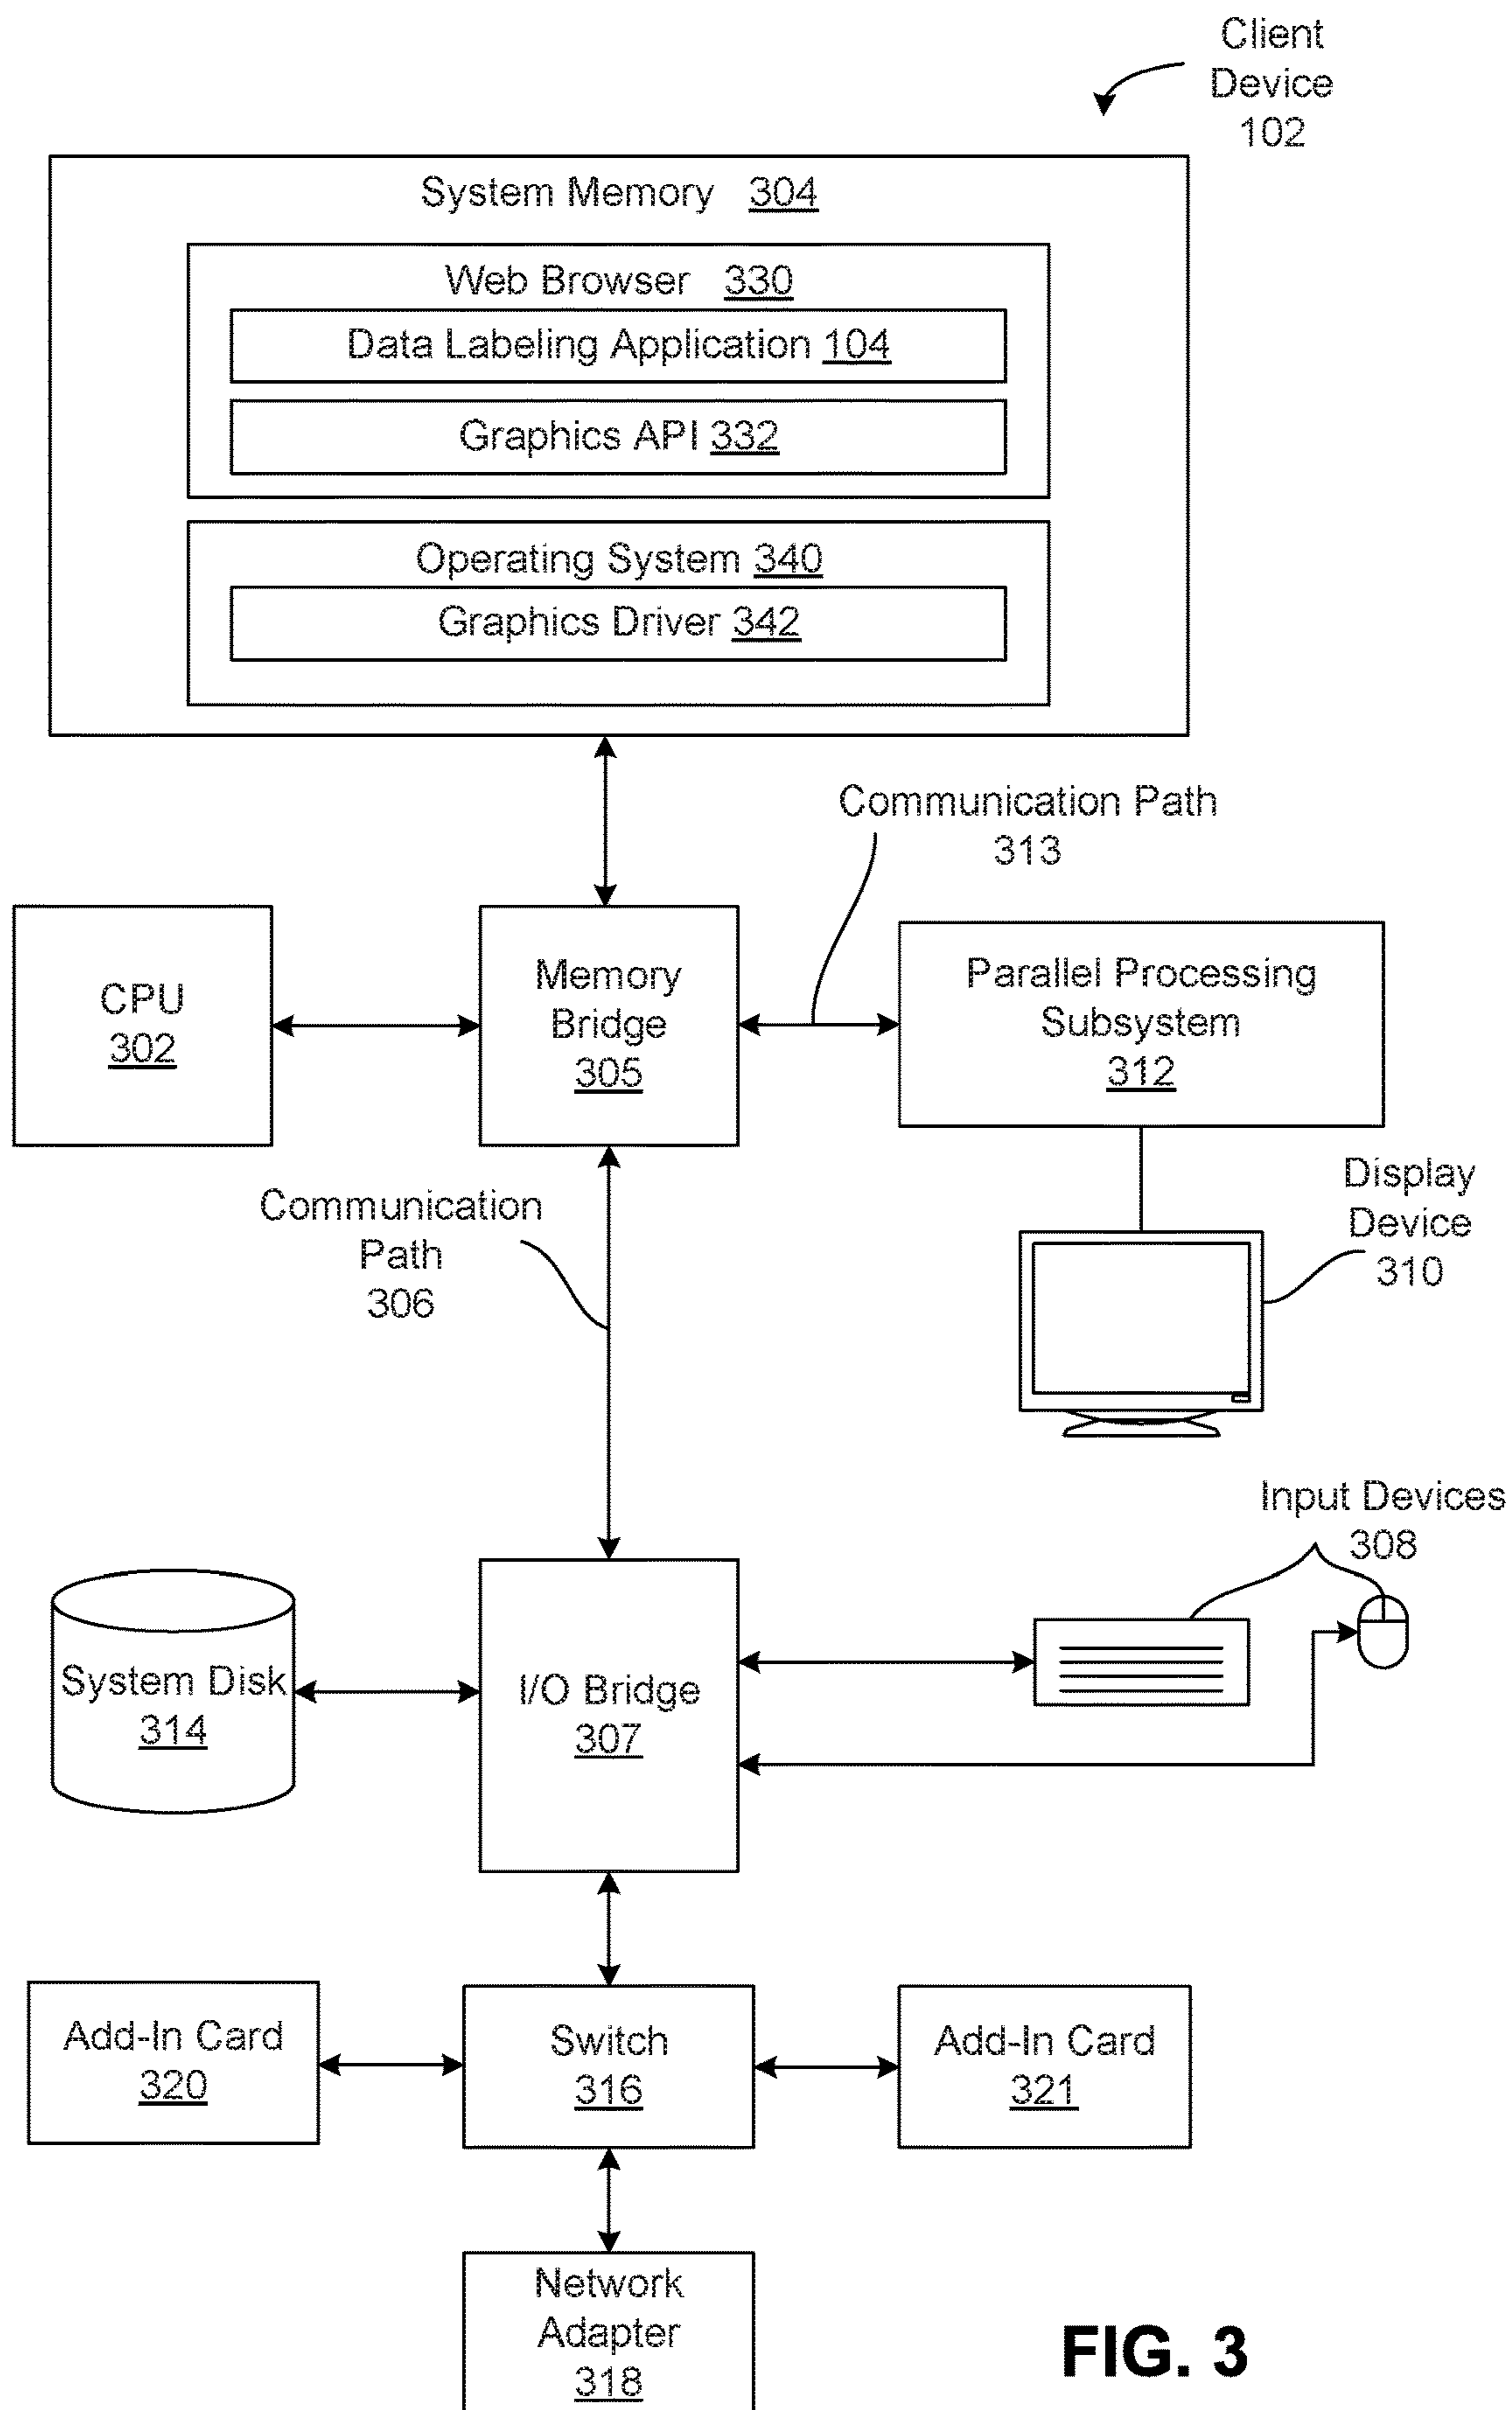 Client
Device
102
System Memory 304
Web Browser 330
Data Labeling Application 104
Graphics API 332
Operating System 340
Graphics Driver 342
Communication Path
313
CPU
302
Memory
Bridge
305
Parallel Processing
Subsystem
312
Communication
Path
306
Display
Device
310
Input Devices
308
System Disk
314
I/O Bridge
307
Add-In Card
320
Switch
316
Add-In Card
321
Network
Adapter
318
FIG. 3